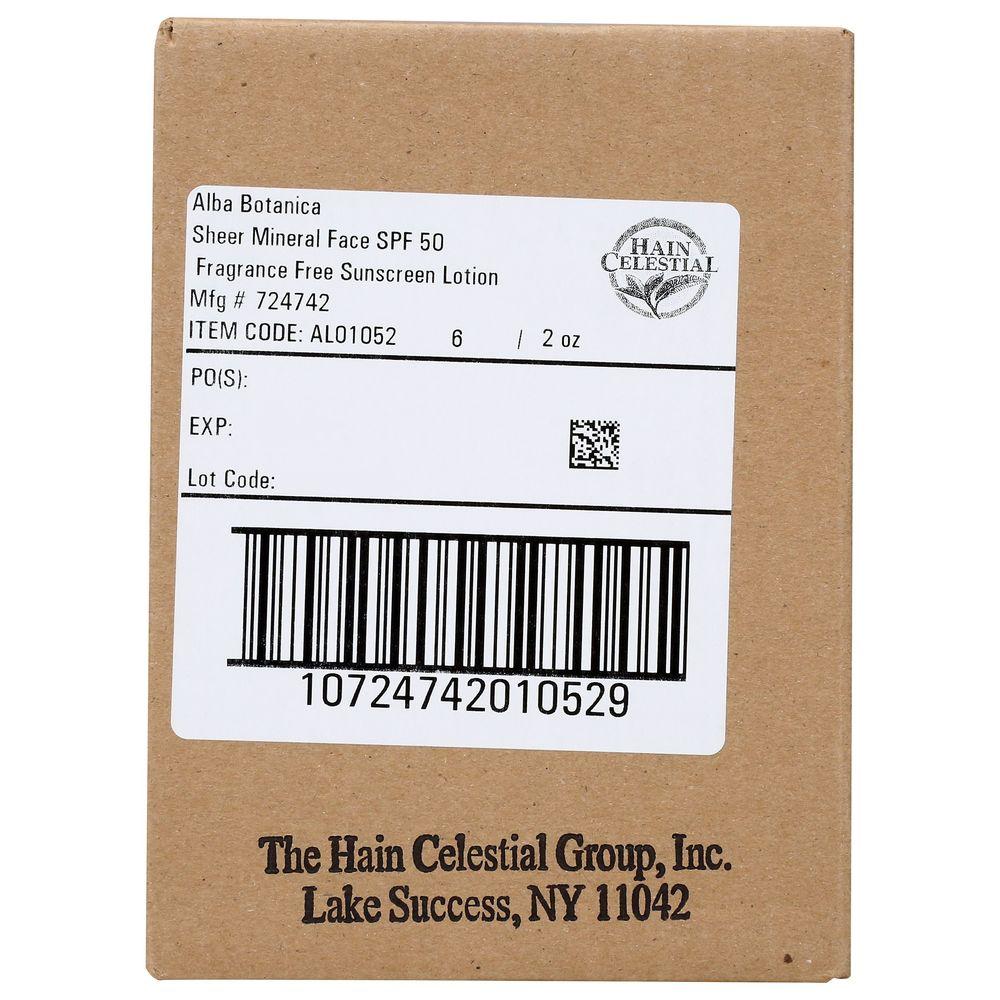 Alba Botanica
Sheer Mineral Face SPF 50
Fragrance Free Sunscreen Lotion
Mfg # 724742
ITEM CODE: AL01052 6 / 2 oz
HAIN
CELESTIAL
PO(S):
EXP:
Lot Code:
10724742010529
The Hain Celestial Group, Inc.
Lake Success, NY 11042